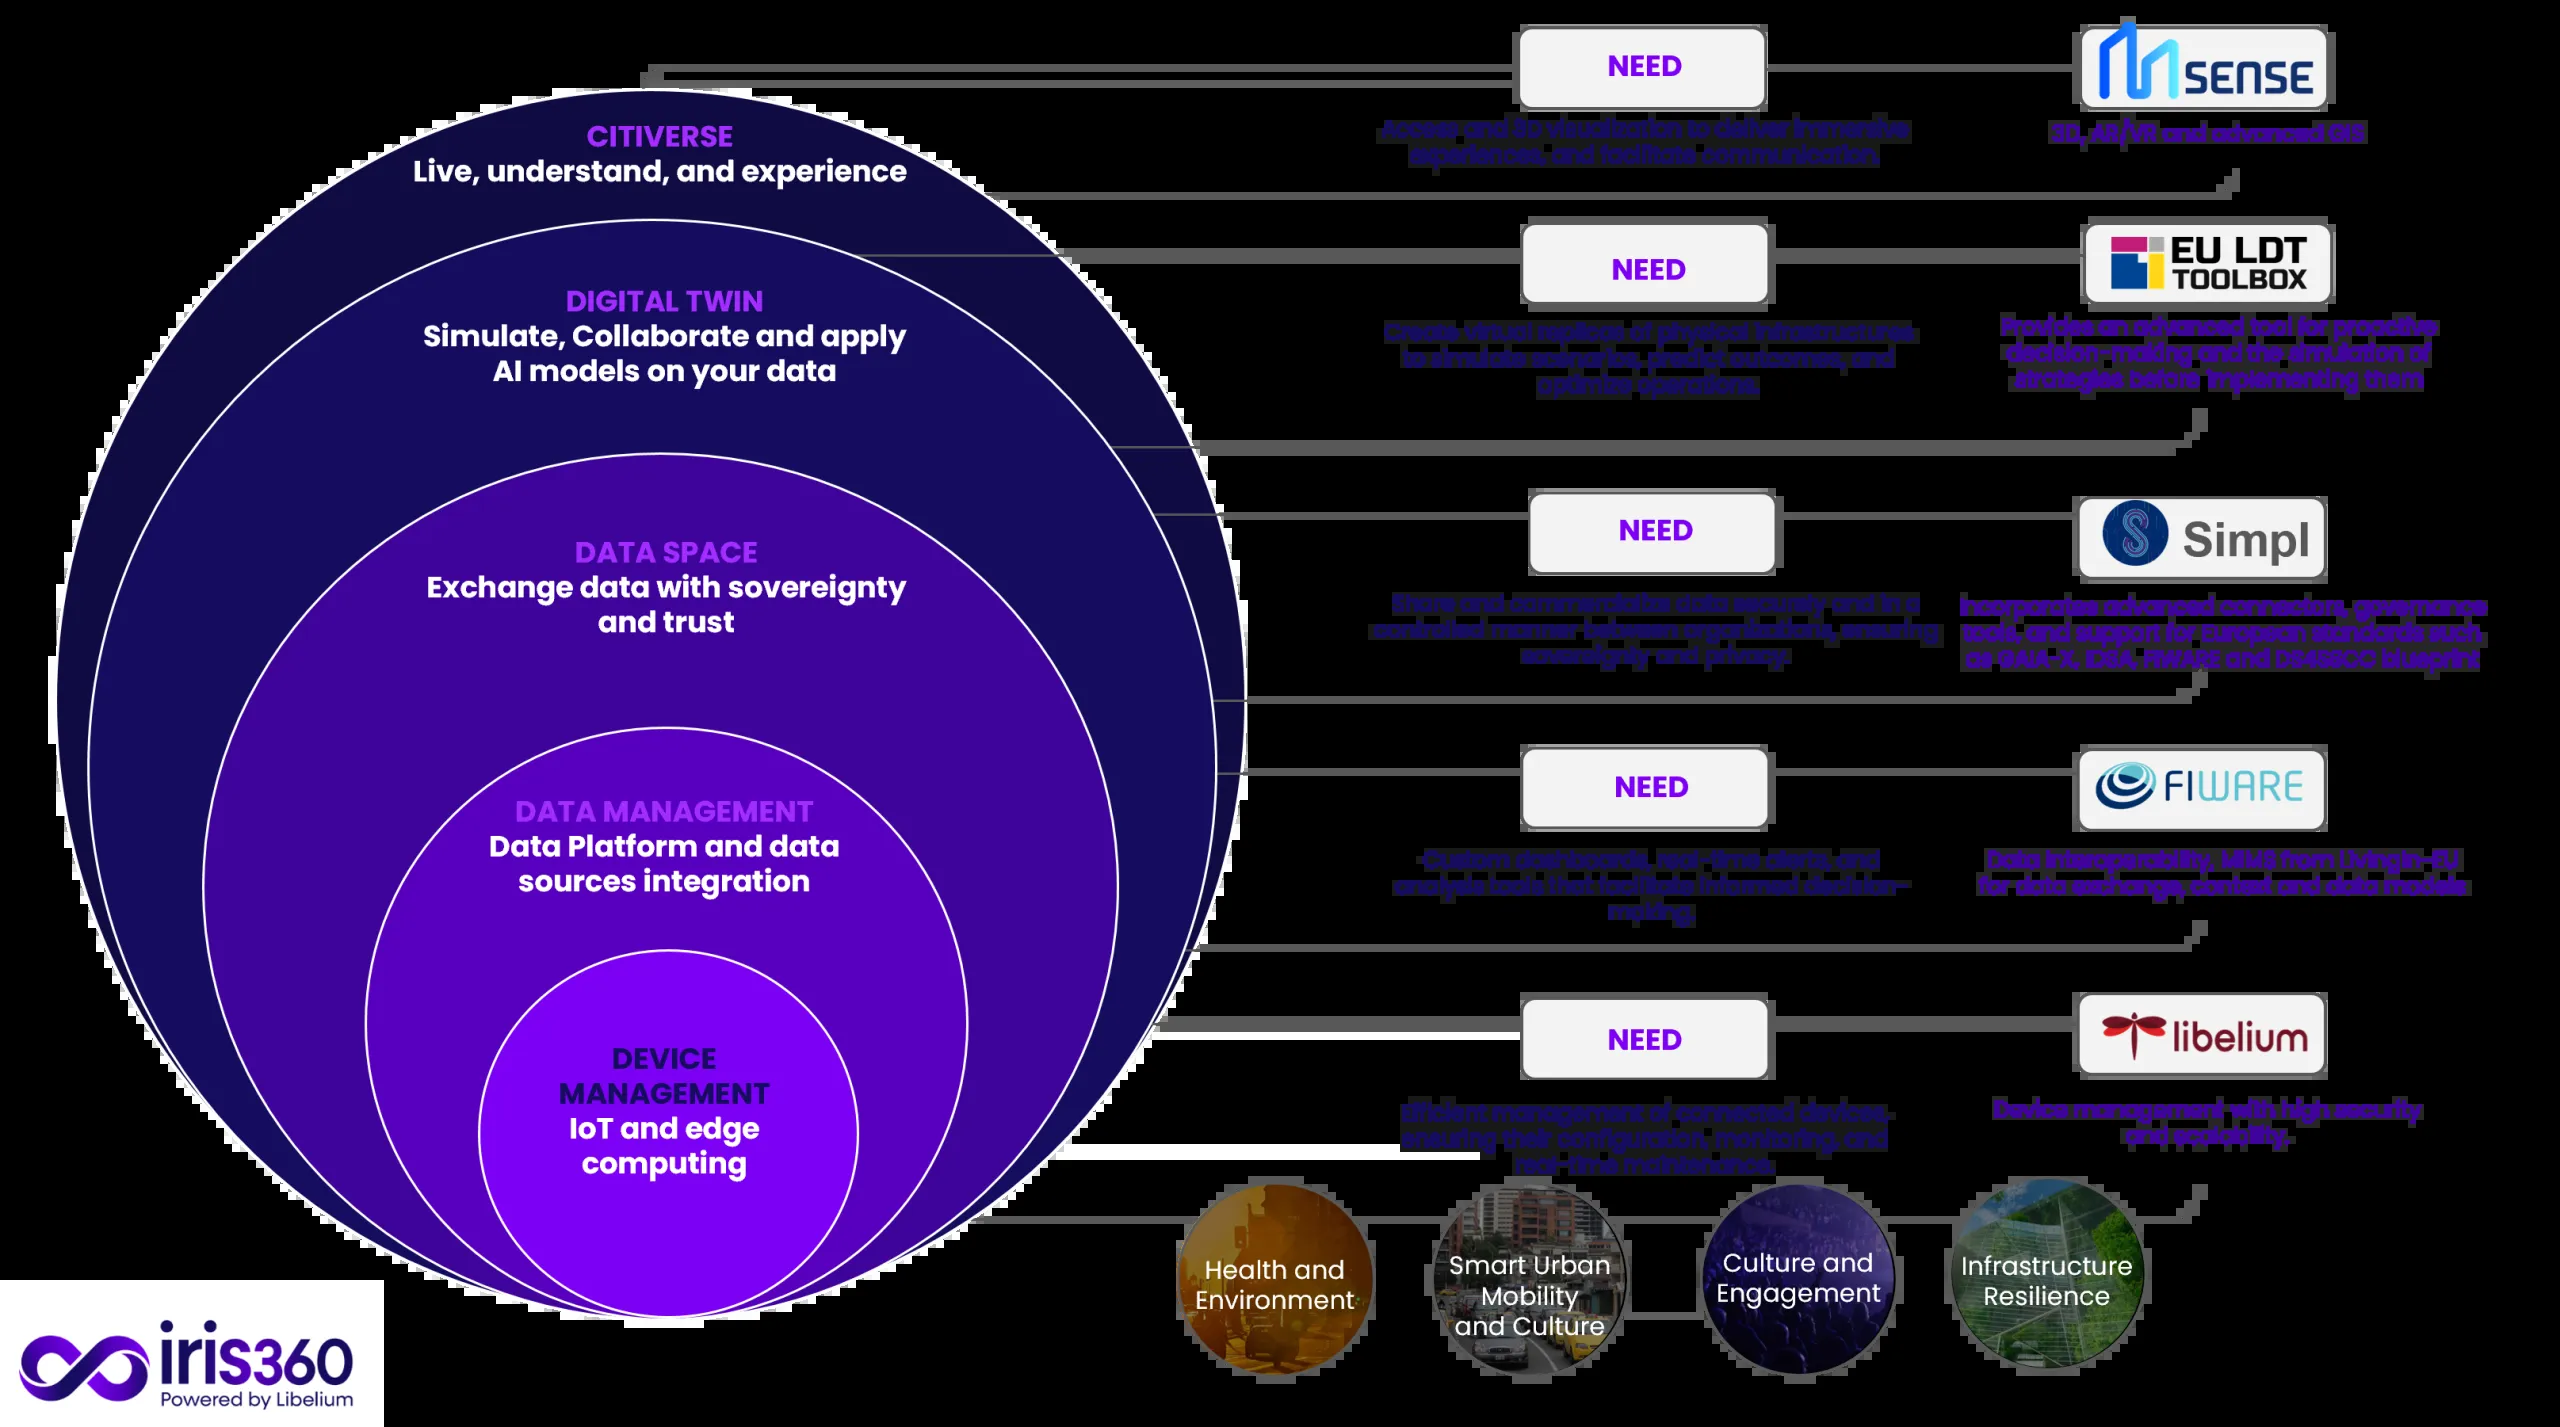 CITIVERSE
Live, understand, and experience
DIGITAL TWIN
Simulate, Collaborate and apply
AI models on your data
DATA SPACE
Exchange data with sovereignty
and trust
DATA MANAGEMENT
Data Platform and data
sources integration
DEVICE
MANAGEMENT
IoT and edge
computing
NEED
SENSE
Access and 3D visualization to deliver immersive
experiences, and facilitate communication.
3D, AR/VR and advanced GIS
NEED
EU LDT
TOOLBOX
Create virtual replicas of physical infrastructures
to simulate scenarios, predict outcomes, and
optimize operations.
Provides an advanced tool for proactive
decision-making and the simulation of
strategies before implementing them
NEED
Simpl
Share and commercialize data securely and in a
controlled manner between organizations, ensuring
sovereignty and privacy.
Incorporates advanced connectors, governance
tools, and support for European standards such
as GAIA-X, IDSA, FIWARE and DS4SSCC blueprint
NEED
FIWARE
Custom dashboards, real-time alerts, and
analysis tools that facilitate informed decision-
making.
Data interoperability, MIMS from Living-in-EU
for data exchange, context and data models
NEED
libelium
Efficient management of connected devices,
ensuring their configuration, monitoring, and
real-time maintenance.
Device management with high security
and scalability.
Health and
Environment
Smart Urban
Mobility
and Culture
Culture and
Engagement
Infrastructure
Resilience
iris360
Powered by Libelium